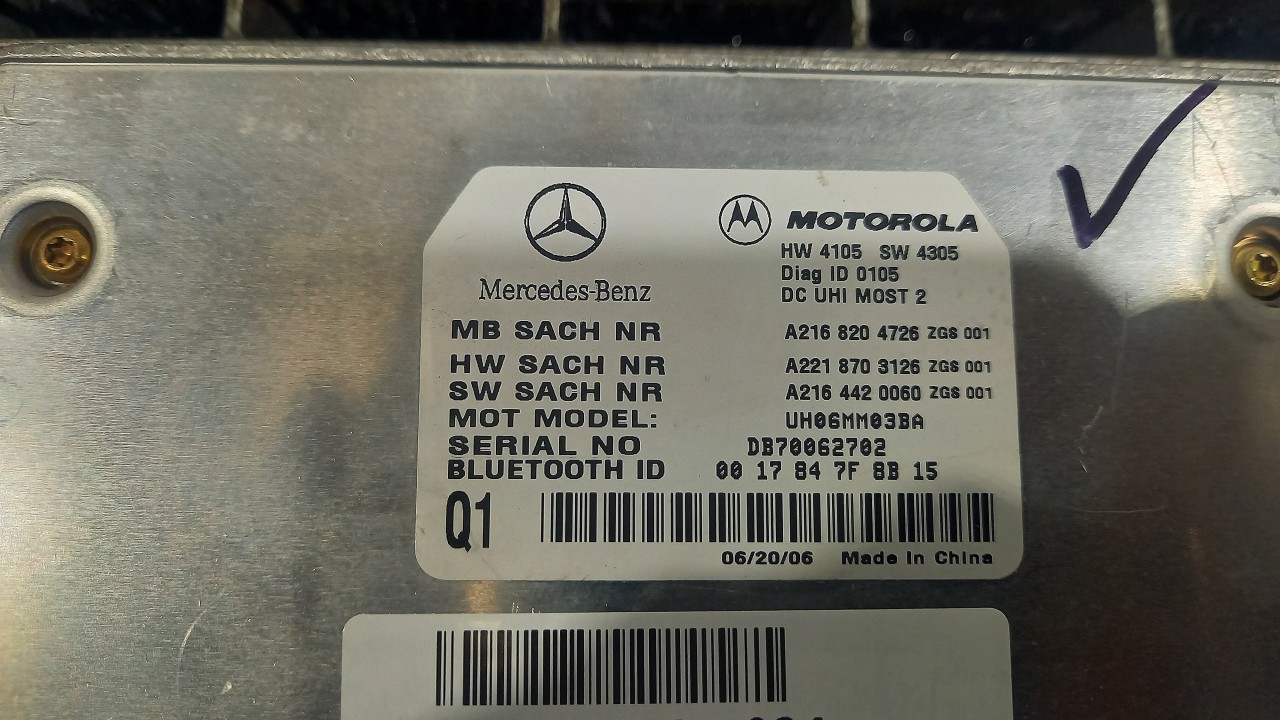 Mercedes-Benz
MOTOROLA
HW 4105 SW 4305
Diag ID 0105
DC UHI MOST 2
MB SACH NR A216 820 4726 ZGS 001
HW SACH NR A221 870 3126 ZGS 001
SW SACH NR A216 442 0060 ZGS 001
MOT MODEL: UH06MM03BA
SERIAL NO DB70062702
BLUETOOTH ID 00 17 84 7F 8B 15
Q1
06/20/06 Made In China